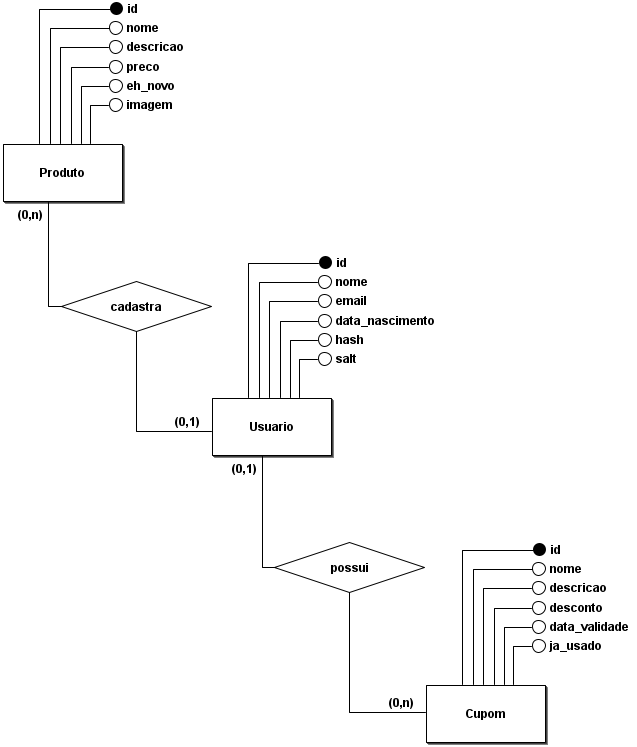 id
nome
descricao
preco
eh_novo
imagem
Produto
(0,n)
cadastra
(0,1)
id
nome
email
data_nascimento
hash
salt
Usuario
(0,1)
possui
(0,n)
id
nome
descricao
desconto
data_validade
ja_usado
Cupom